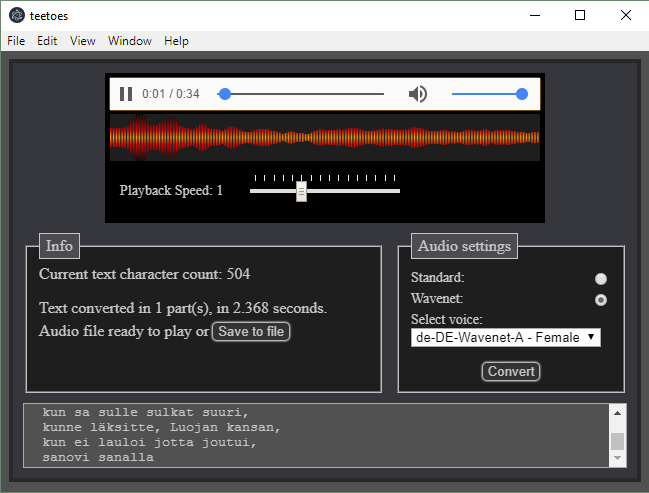 teetoes
File Edit View Window Help
0:01 / 0:34
Playback Speed: 1
Info
Current text character count: 504
Text converted in 1 part(s), in 2.368 seconds.
Audio file ready to play or Save to file
Audio settings
Standard:
Wavenet:
Select voice:
de-DE-Wavenet-A - Female
Convert
kun sa sulle sulkat suuri,
kunne läksitte, Luojan kansan,
kun ei lauloi jotta joutui,
sanovi sanalla